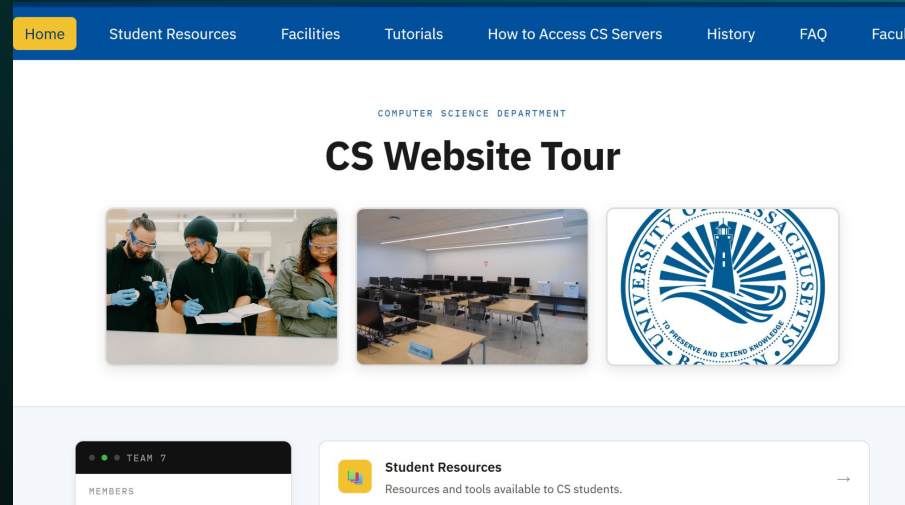 Home Student Resources Facilities Tutorials How to Access CS Servers History FAQ Facul
COMPUTER SCIENCE DEPARTMENT
CS Website Tour
UNIVERSITY OF MASSACHUSETTS
TO PRESERVE AND EXTEND KNOWLEDGE
TEAM 7
MEMBERS
Student Resources
Resources and tools available to CS students.
→